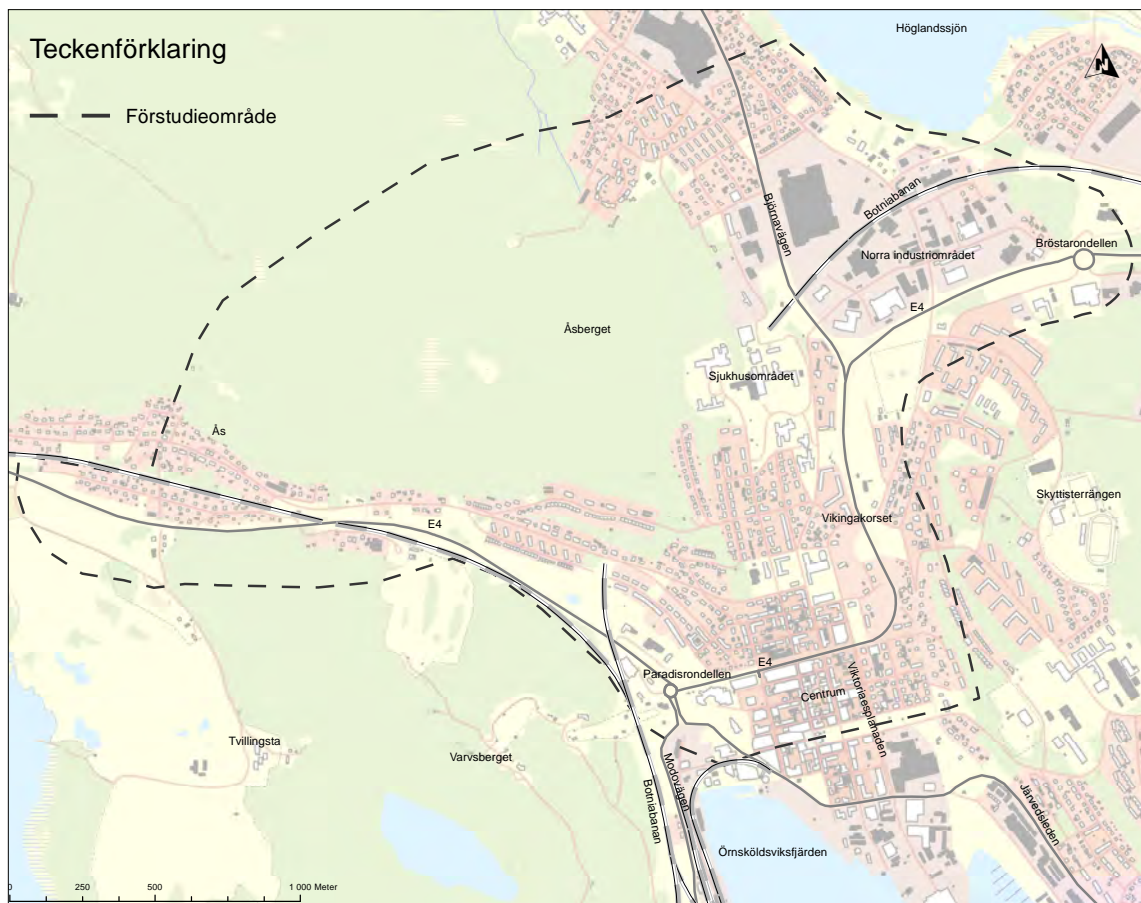 Teckenförklaring
Förstudieområde
Höglandssjön
N
Björnavägen
Botniabanan
Norra industriområdet
Bröstarondellen
E4
Åsberget
Sjukhusområdet
Ås
Skyttisterrängen
Vikingakorset
E4
E4
Paradisrondellen
Centrum
Viktoriaesplanaden
Tvillingsta
Varvsberget
Botniabanan
Modovägen
Järvedsleden
Örnsköldsviksfjärden
0 250 500 1 000 Meter